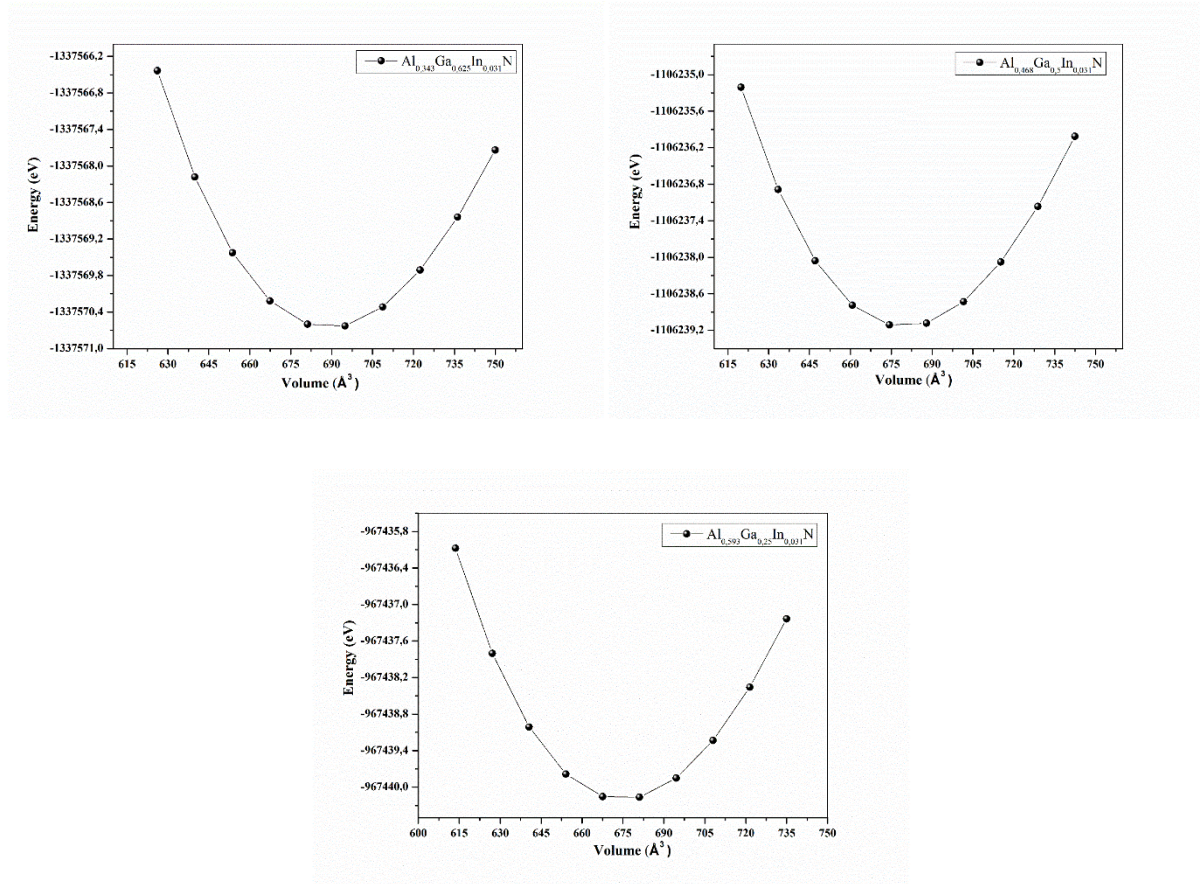 Al0,343Ga0,625In0,031N
-1337566,2
-1337566,8
-1337567,4
-1337568,0
-1337568,6
-1337569,2
-1337569,8
-1337570,4
-1337571,0
Energy (eV)
615 630 645 660 675 690 705 720 735 750
Volume (Å3)
Al0,468Ga0,5In0,031N
-1106235,0
-1106235,6
-1106236,2
-1106236,8
-1106237,4
-1106238,0
-1106238,6
-1106239,2
Energy (eV)
615 630 645 660 675 690 705 720 735 750
Volume (Å3)
Al0,593Ga0,25In0,031N
-967435,8
-967436,4
-967437,0
-967437,6
-967438,2
-967438,8
-967439,4
-967440,0
Energy (eV)
600 615 630 645 660 675 690 705 720 735 750
Volume (Å3)